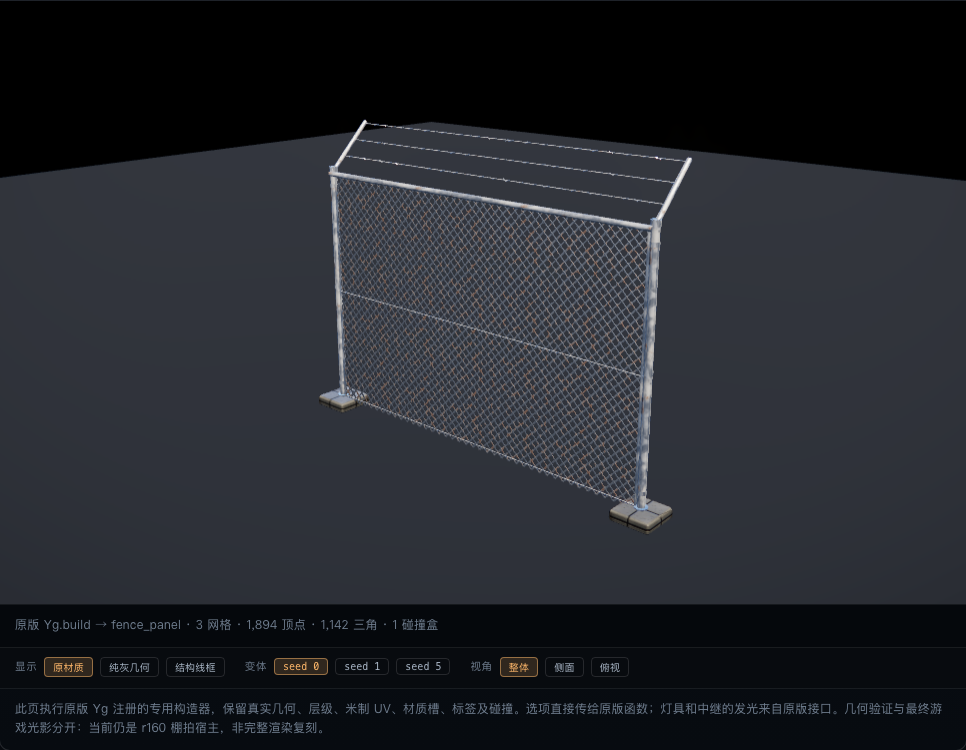 原版 Yg.build → fence_panel · 3 网格 · 1,894 顶点 · 1,142 三角 · 1 碰撞盒
显示 原材质 纯灰几何 结构线框 变体 seed 0 seed 1 seed 5 视角 整体 侧面 俯视
此页执行原版 Yg 注册的专用构造器，保留真实几何、层级、米制 UV、材质槽、标签及碰撞。选项直接传给原版函数；灯具和中继的发光来自原版接口。几何验证与最终游
戏光影分开：当前仍是 r160 棚拍宿主，非完整渲染复刻。